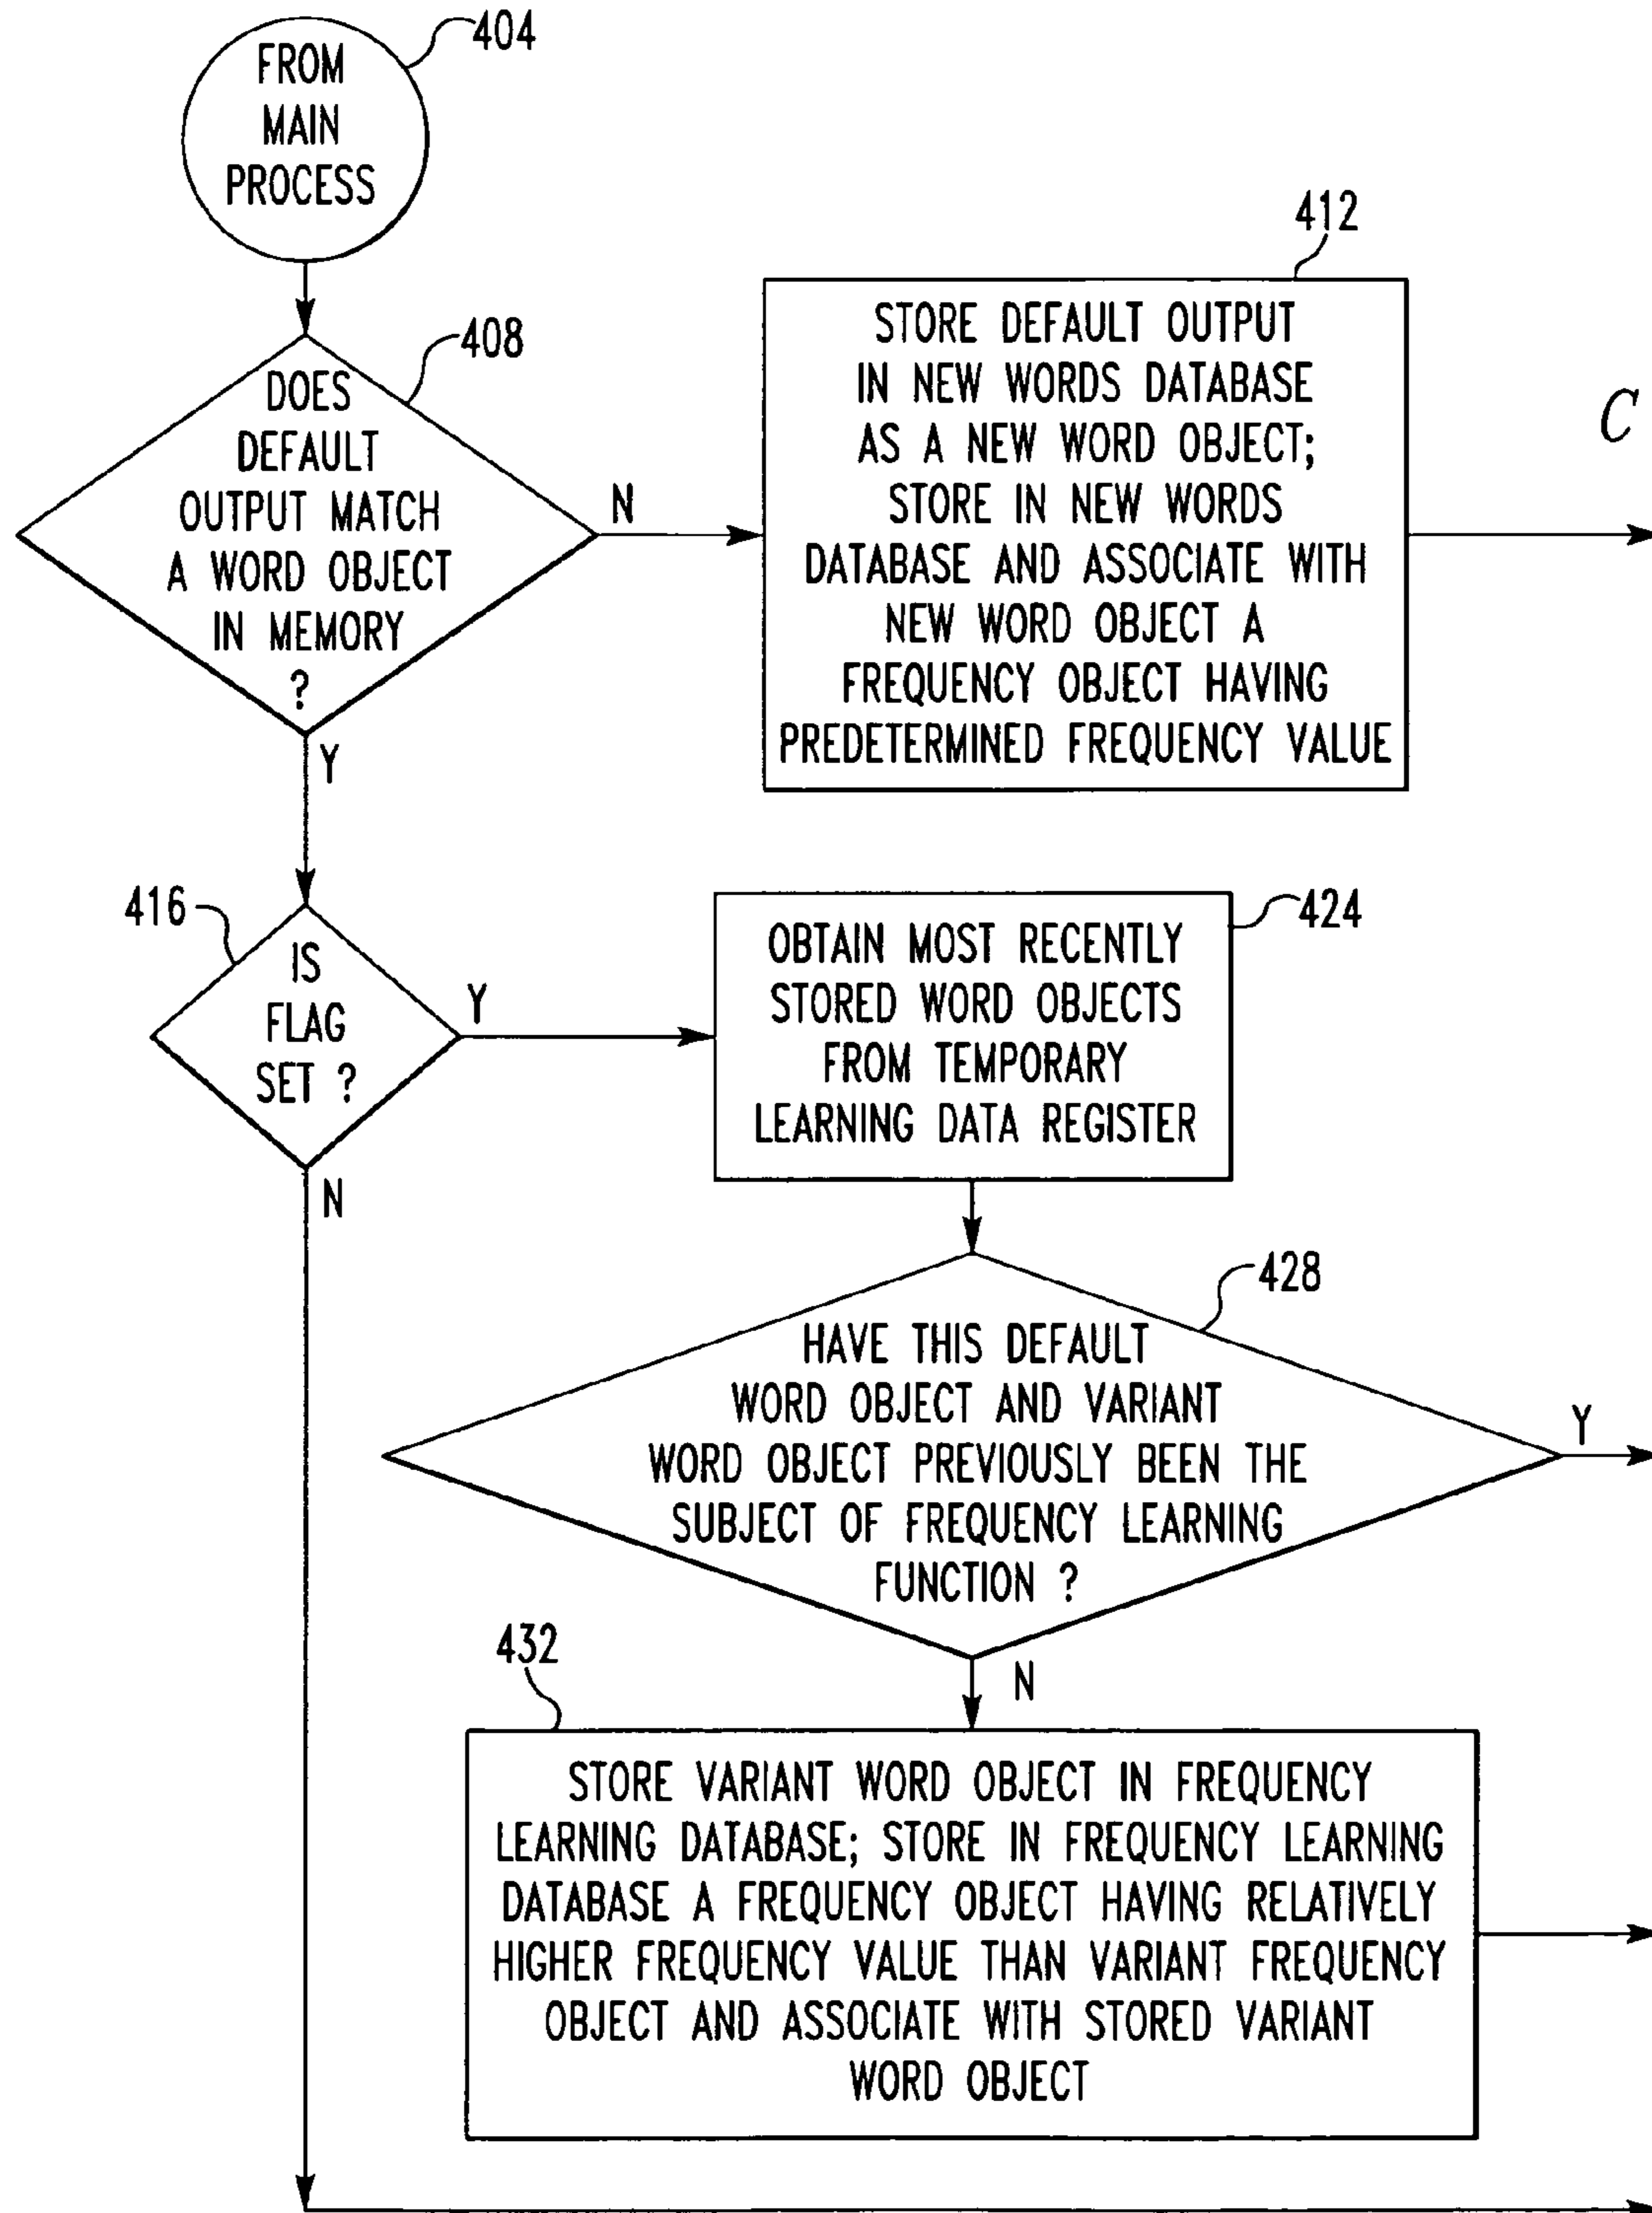 404
FROM
MAIN
PROCESS
408
DOES
DEFAULT
OUTPUT MATCH
A WORD OBJECT
IN MEMORY
?
N
Y
412
STORE DEFAULT OUTPUT
IN NEW WORDS DATABASE
AS A NEW WORD OBJECT;
STORE IN NEW WORDS
DATABASE AND ASSOCIATE WITH
NEW WORD OBJECT A
FREQUENCY OBJECT HAVING
PREDETERMINED FREQUENCY VALUE
C
416
IS
FLAG
SET ?
Y
N
424
OBTAIN MOST RECENTLY
STORED WORD OBJECTS
FROM TEMPORARY
LEARNING DATA REGISTER
428
HAVE THIS DEFAULT
WORD OBJECT AND VARIANT
WORD OBJECT PREVIOUSLY BEEN THE
SUBJECT OF FREQUENCY LEARNING
FUNCTION ?
Y
N
432
STORE VARIANT WORD OBJECT IN FREQUENCY
LEARNING DATABASE; STORE IN FREQUENCY LEARNING
DATABASE A FREQUENCY OBJECT HAVING RELATIVELY
HIGHER FREQUENCY VALUE THAN VARIANT FREQUENCY
OBJECT AND ASSOCIATE WITH STORED VARIANT
WORD OBJECT